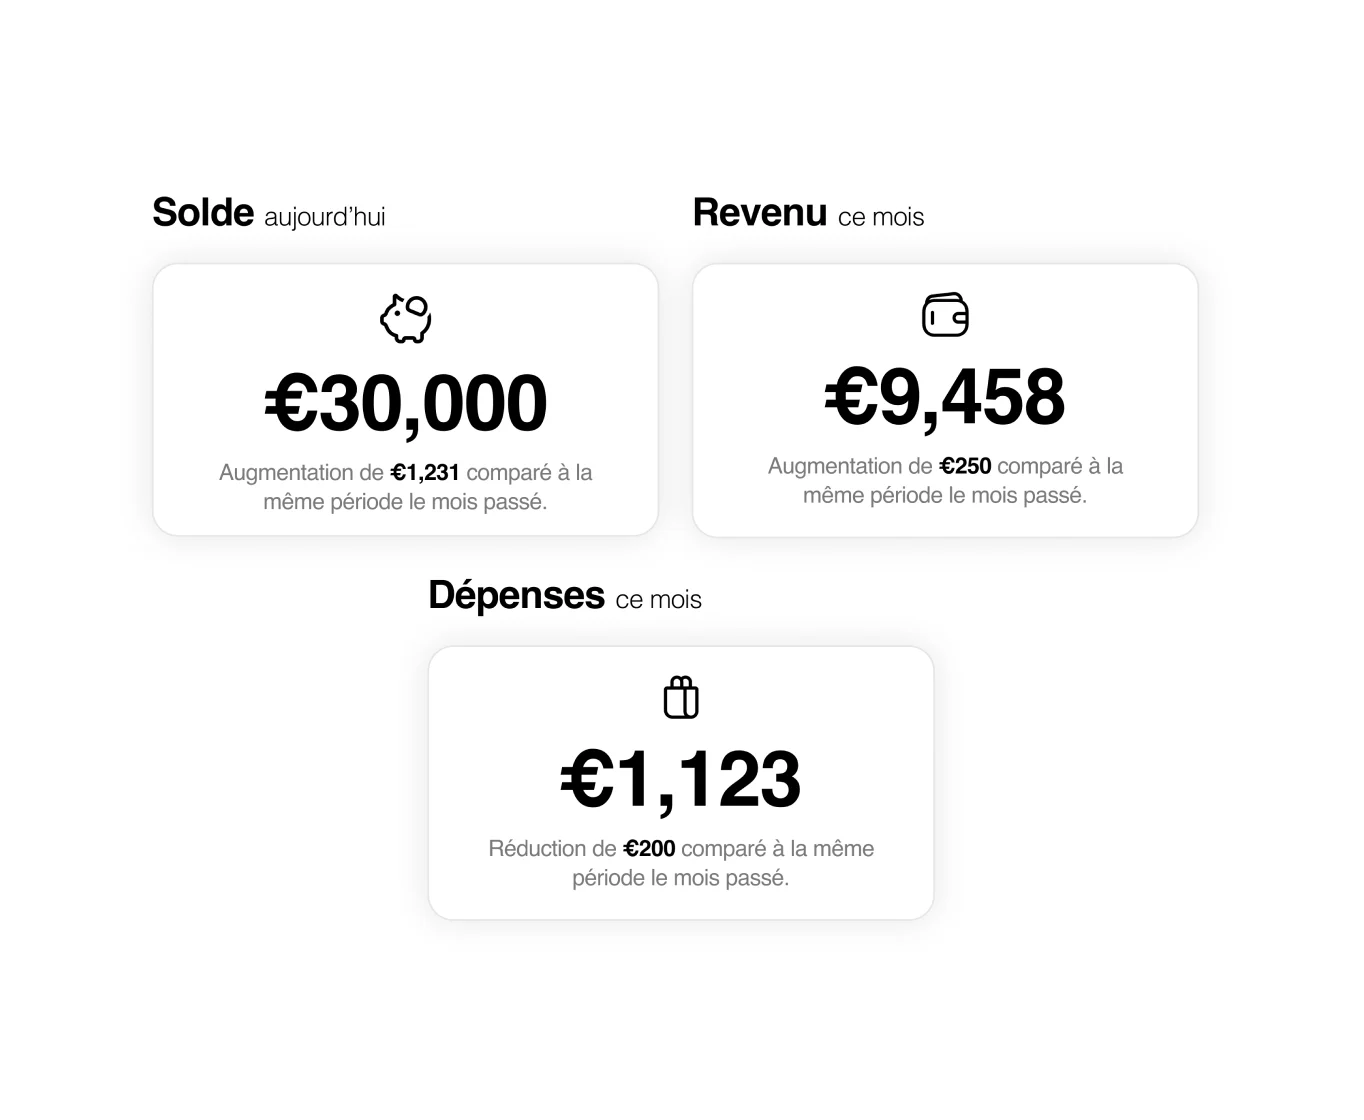 Solde aujourd’hui
€30,000
Augmentation de €1,231 comparé à la
même période le mois passé.
Revenu ce mois
€9,458
Augmentation de €250 comparé à la
même période le mois passé.
Dépenses ce mois
€1,123
Réduction de €200 comparé à la même
période le mois passé.